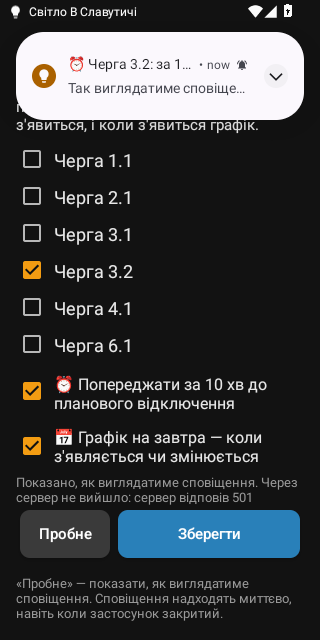 Світло В Славутичі
⏰ Черга 3.2: за 1… • now
Так виглядатиме сповіще…
з'явиться, і коли з'явиться графік.
Черга 1.1
Черга 2.1
Черга 3.1
Черга 3.2
Черга 4.1
Черга 6.1
⏰ Попереджати за 10 хв до
планового відключення
📅 Графік на завтра — коли
з'являється чи змінюється
Показано, як виглядатиме сповіщення. Через
сервер не вийшло: сервер відповів 501
Пробне
Зберегти
«Пробне» — показати, як виглядатиме
сповіщення. Сповіщення надходять миттєво,
навіть коли застосунок закритий.